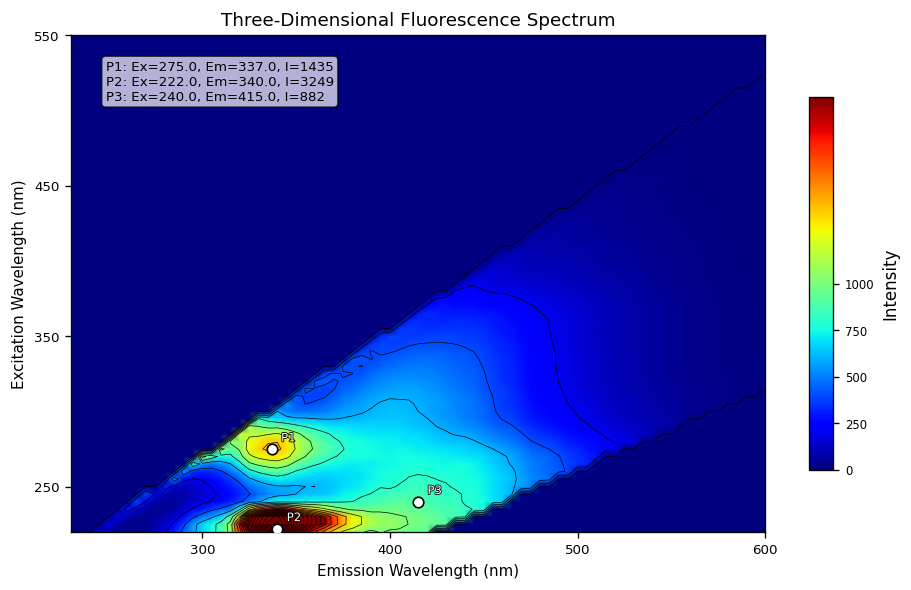 Three-Dimensional Fluorescence Spectrum
P1: Ex=275.0, Em=337.0, I=1435
P2: Ex=222.0, Em=340.0, I=3249
P3: Ex=240.0, Em=415.0, I=882
550
450
350
250
Excitation Wavelength (nm)
P1
P3
P2
300 400 500 600
Emission Wavelength (nm)
1000
750
500
250
0
Intensity